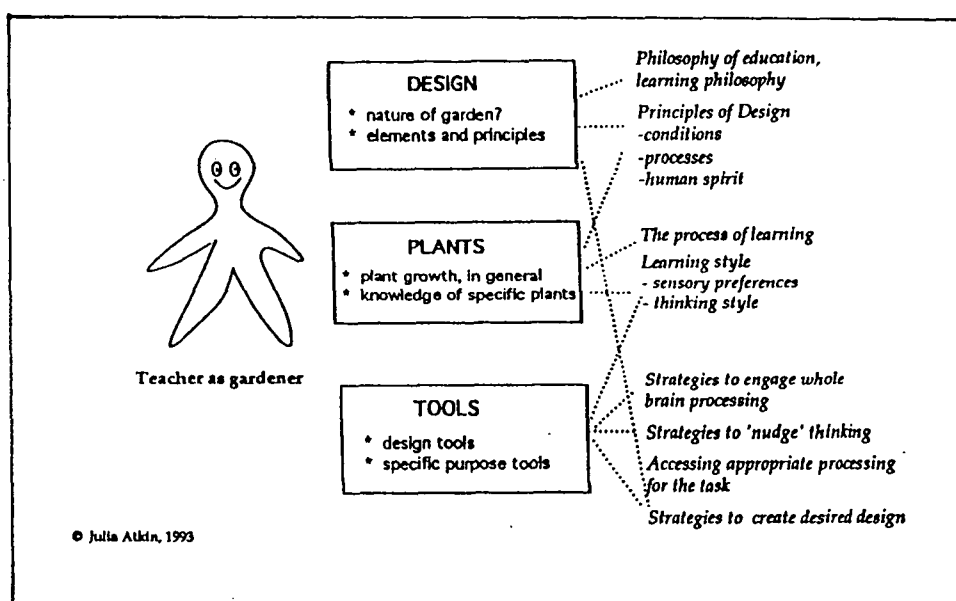 DESIGN
* nature of garden?
* elements and principles
Philosophy of education,
learning philosophy
Principles of Design
-conditions
-processes
-human spirit
PLANTS
* plant growth, in general
* knowledge of specific plants
The process of learning
Learning style
- sensory preferences
- thinking style
Teacher as gardener
TOOLS
* design tools
* specific purpose tools
Strategies to engage whole
brain processing
Strategies to 'nudge' thinking
Accessing appropriate processing
for the task
Strategies to create desired design
© Julia Atkin, 1993